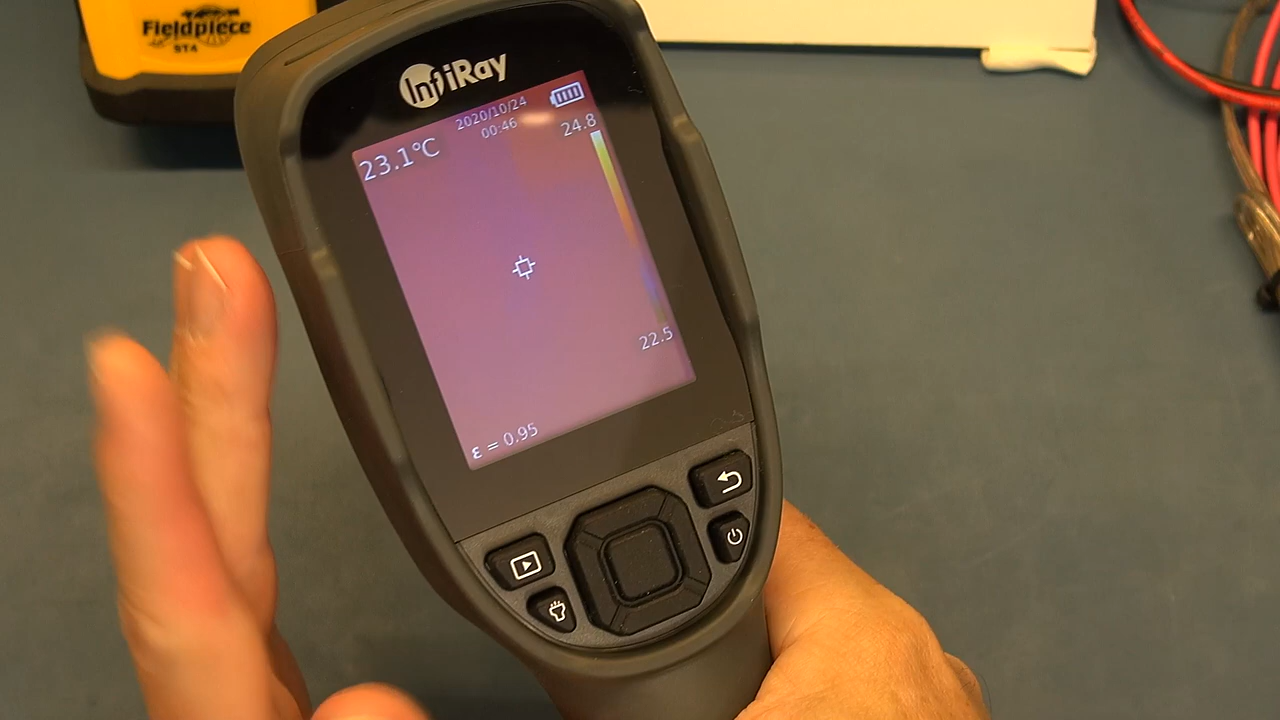 Fieldpiece
ST4
InfiRay
2020/10/24
00:46
23.1°C
24.8
22.5
ε = 0.95